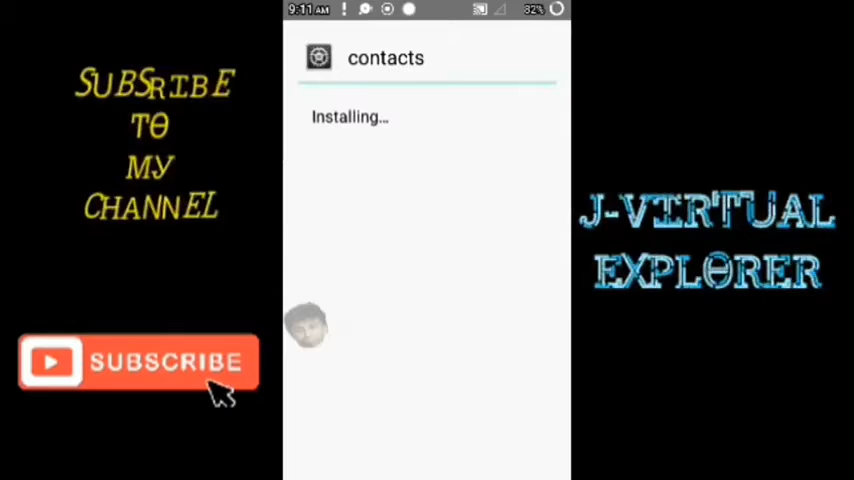 9:11 AM
82%
contacts
Installing...
SUBSRIBE
TO
MY
CHANNEL
SUBSCRIBE
J-VIRTUAL
EXPLORER